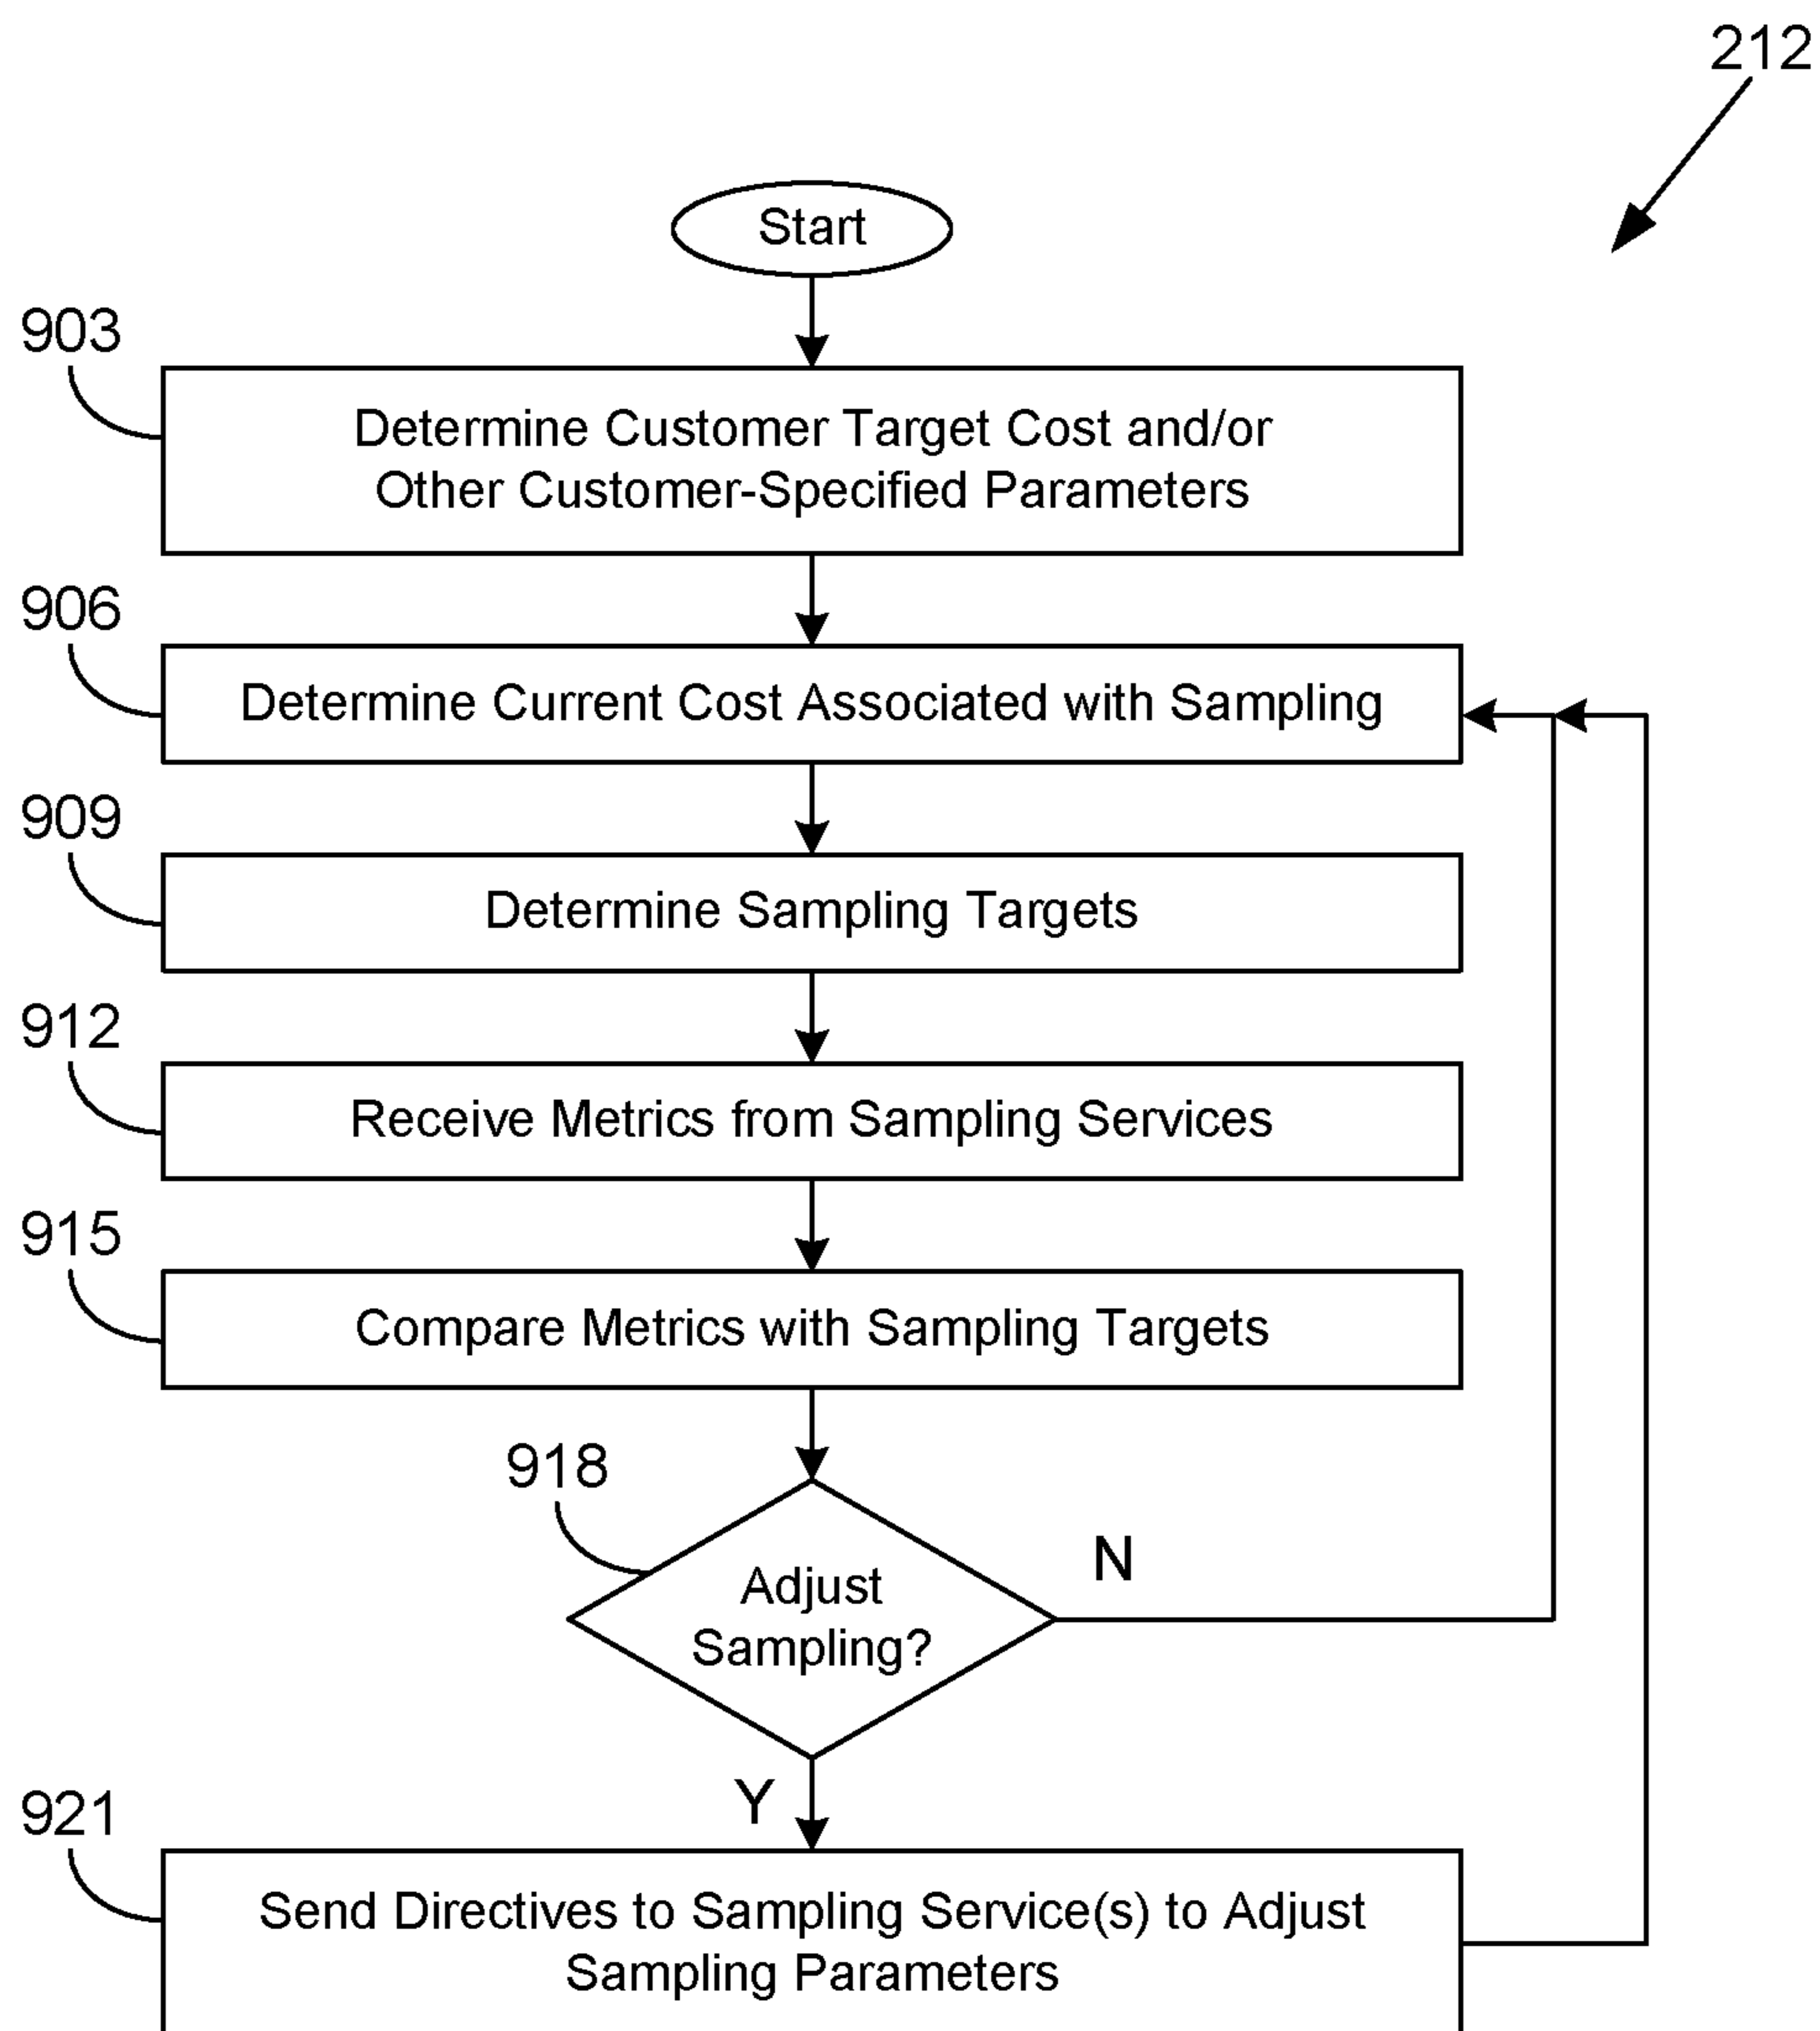 212
Start
903
Determine Customer Target Cost and/or
Other Customer-Specified Parameters
906
Determine Current Cost Associated with Sampling
909
Determine Sampling Targets
912
Receive Metrics from Sampling Services
915
Compare Metrics with Sampling Targets
918
Adjust
Sampling?
N
Y
921
Send Directives to Sampling Service(s) to Adjust
Sampling Parameters